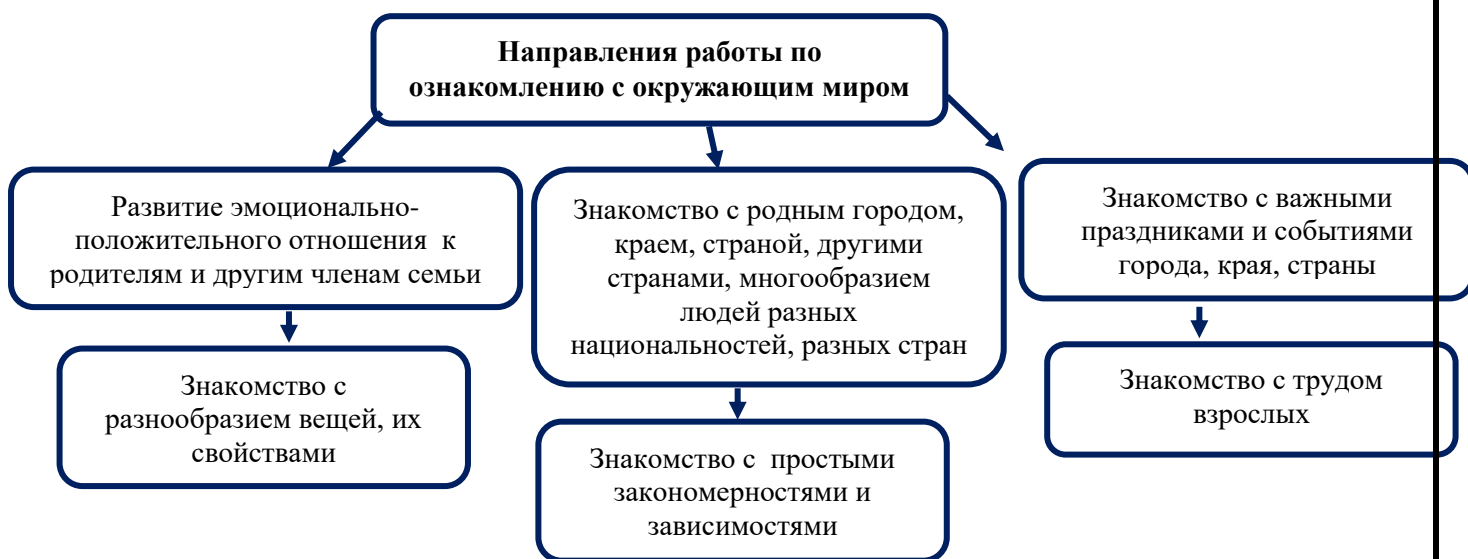 Направления работы по
ознакомлению с окружающим миром
Развитие эмоционально-
положительного отношения к
родителям и другим членам семьи
Знакомство с родным городом,
краем, страной, другими
странами, многообразием
людей разных
национальностей, разных стран
Знакомство с важными
праздниками и событиями
города, края, страны
Знакомство с
разнообразием вещей, их
свойствами
Знакомство с простыми
закономерностями и
зависимостями
Знакомство с трудом
взрослых